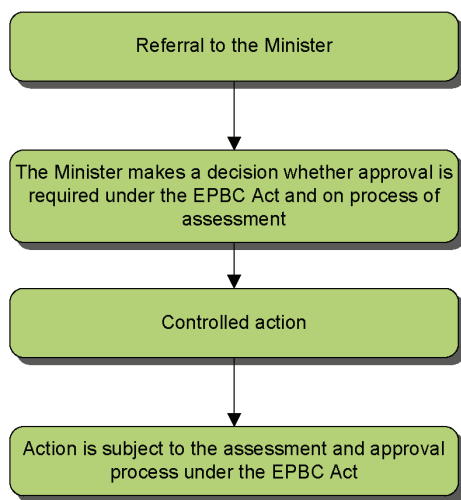 Referral to the Minister
The Minister makes a decision whether approval is
required under the EPBC Act and on process of
assessment
Controlled action
Action is subject to the assessment and approval
process under the EPBC Act